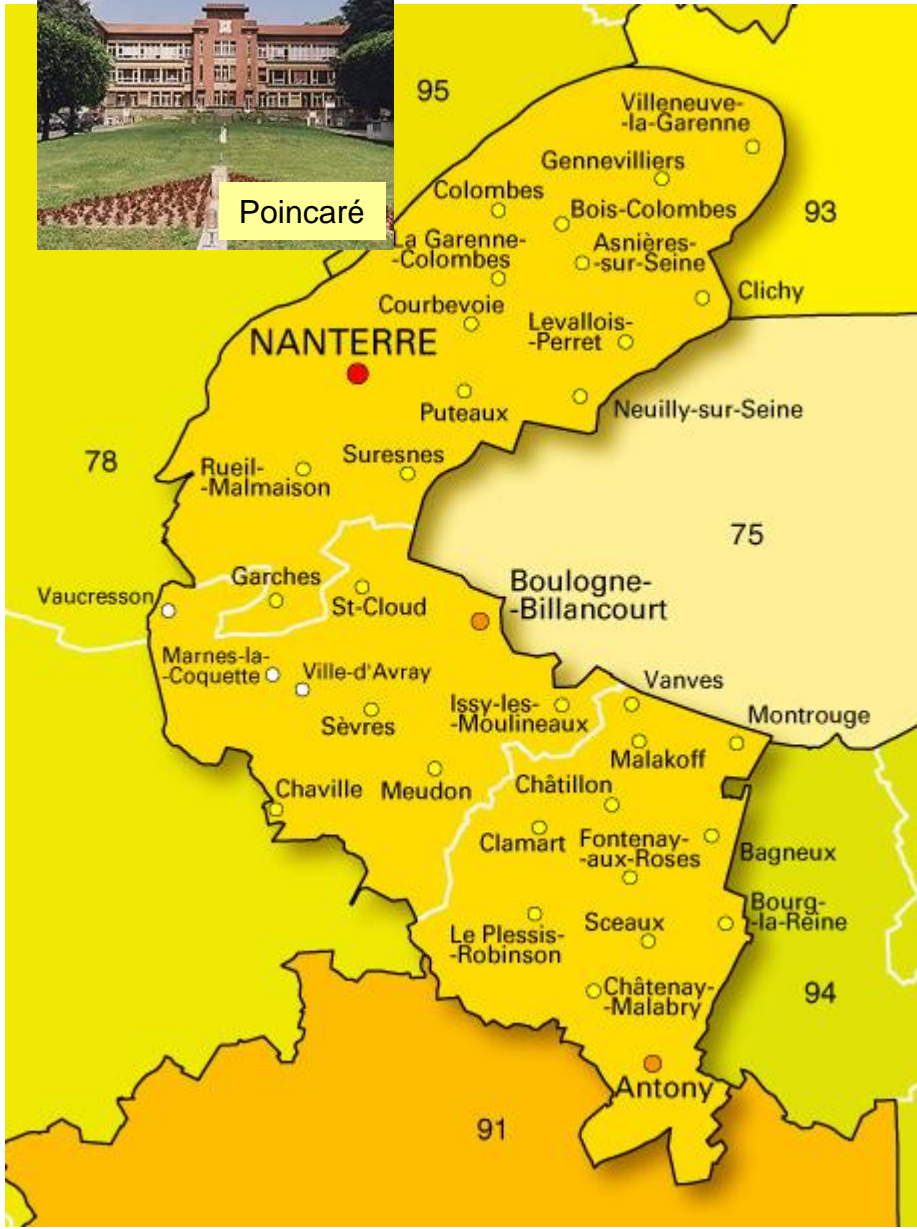 Poincaré
95
Villeneuve-
-la-Garenne
Gennevilliers
Colombes
Bois-Colombes
93
La Garenne-
-Colombes
Asnières-
-sur-Seine
Clichy
Courbevoie
Levallois-
-Perret
NANTERRE
Puteaux
Neuilly-sur-Seine
78
Rueil-
-Malmaison
Suresnes
75
Vaucresson
Garches
St-Cloud
Boulogne-
-Billancourt
Marnes-la-
-Coquette
Ville-d'Avray
Sèvres
Issy-les-
-Moulineaux
Vanves
Montrouge
Malakoff
Chaville
Meudon
Châtillon
Clamart
Fontenay-
-aux-Roses
Bagneux
Bourg-
-la-Reine
Le Plessis-
-Robinson
Sceaux
Châtenay-
-Malabry
94
Antony
91